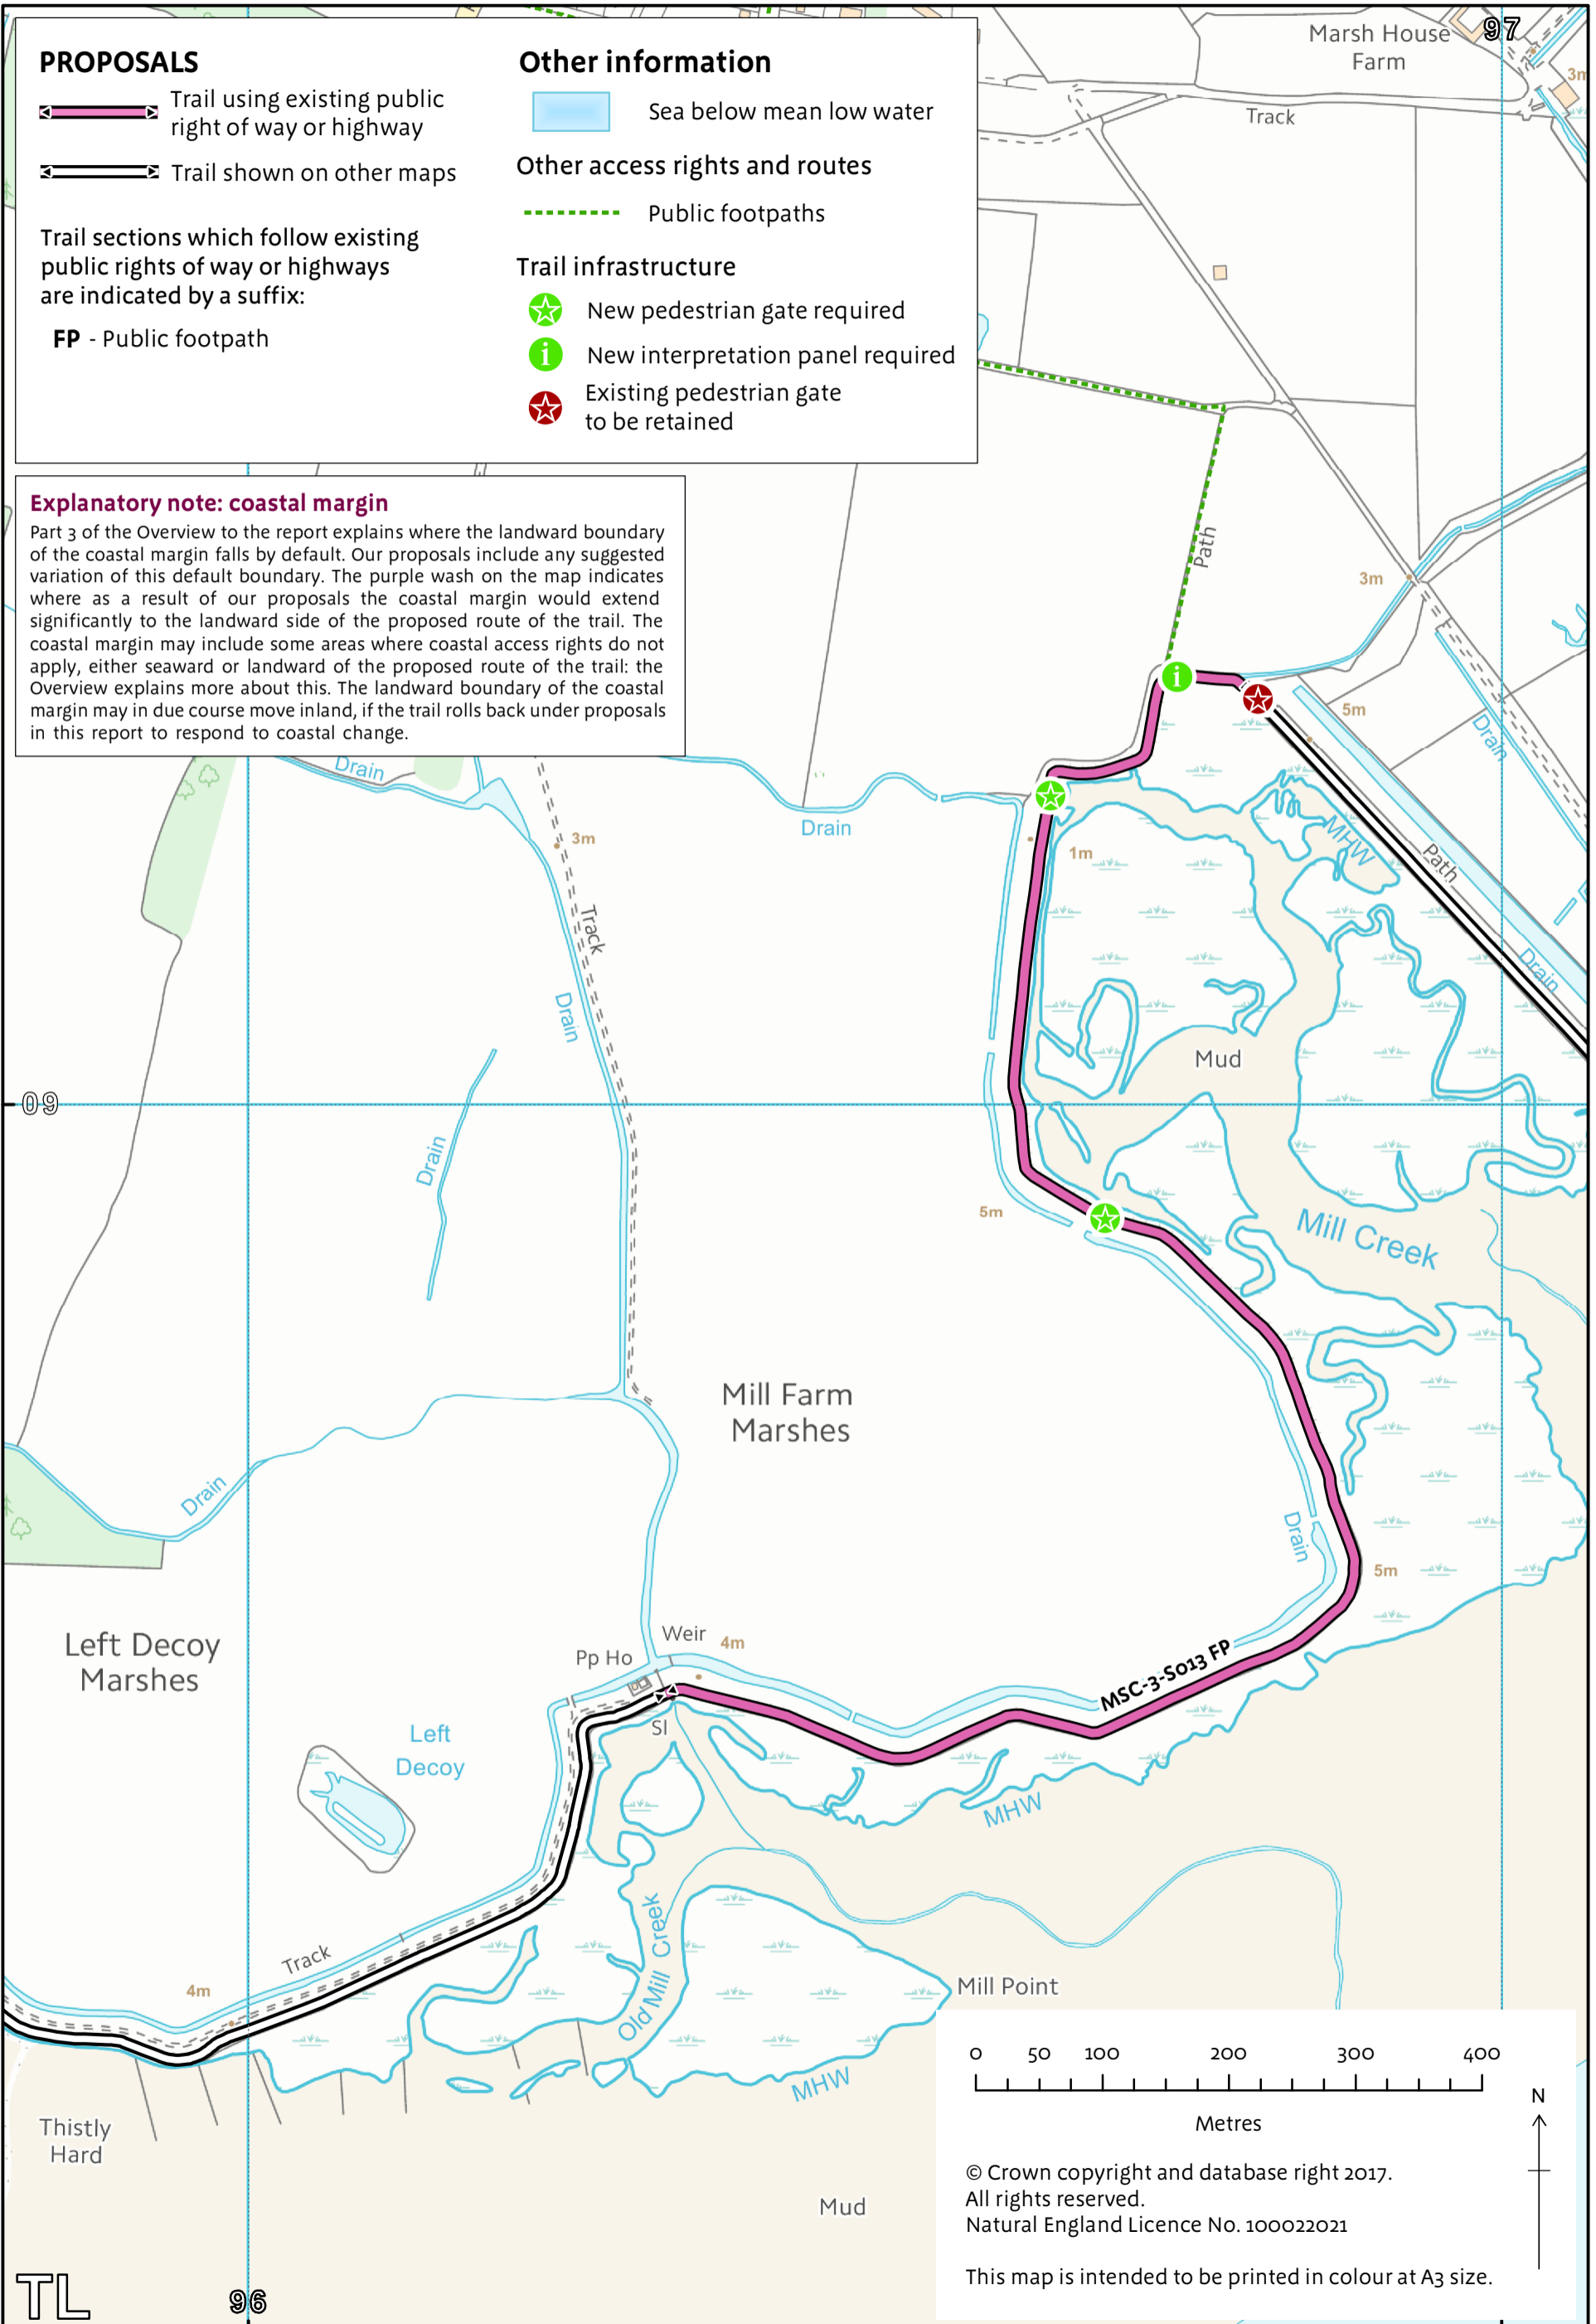 PROPOSALS
Trail using existing public
right of way or highway
Trail shown on other maps
Trail sections which follow existing
public rights of way or highways
are indicated by a suffix:
FP - Public footpath
Other information
Sea below mean low water
Other access rights and routes
Public footpaths
Trail infrastructure
New pedestrian gate required
i New interpretation panel required
Existing pedestrian gate
to be retained
Explanatory note: coastal margin
Part 3 of the Overview to the report explains where the landward boundary
of the coastal margin falls by default. Our proposals include any suggested
variation of this default boundary. The purple wash on the map indicates
where as a result of our proposals the coastal margin would extend
significantly to the landward side of the proposed route of the trail. The
coastal margin may include some areas where coastal access rights do not
apply, either seaward or landward of the proposed route of the trail: the
Overview explains more about this. The landward boundary of the coastal
margin may in due course move inland, if the trail rolls back under proposals
in this report to respond to coastal change.
97
Marsh House
Farm
3m
Track
Path
3m
i
5m
Drain
Drain
3m
Drain
1m
MHW
Path
Drain
Track
Drain
Mud
09
Drain
5m
Mill Creek
Mill Farm
Marshes
Drain
Drain
5m
Left Decoy
Marshes
Weir
4m
Pp Ho
MSC-3-S013 FP
Sl
Left
Decoy
MHW
Track
4m
Old Mill Creek
Mill Point
MHW
Thistly
Hard
Mud
0 50 100 200 300 400
Metres
N
© Crown copyright and database right 2017.
All rights reserved.
Natural England Licence No. 100022021
This map is intended to be printed in colour at A3 size.
TL
96